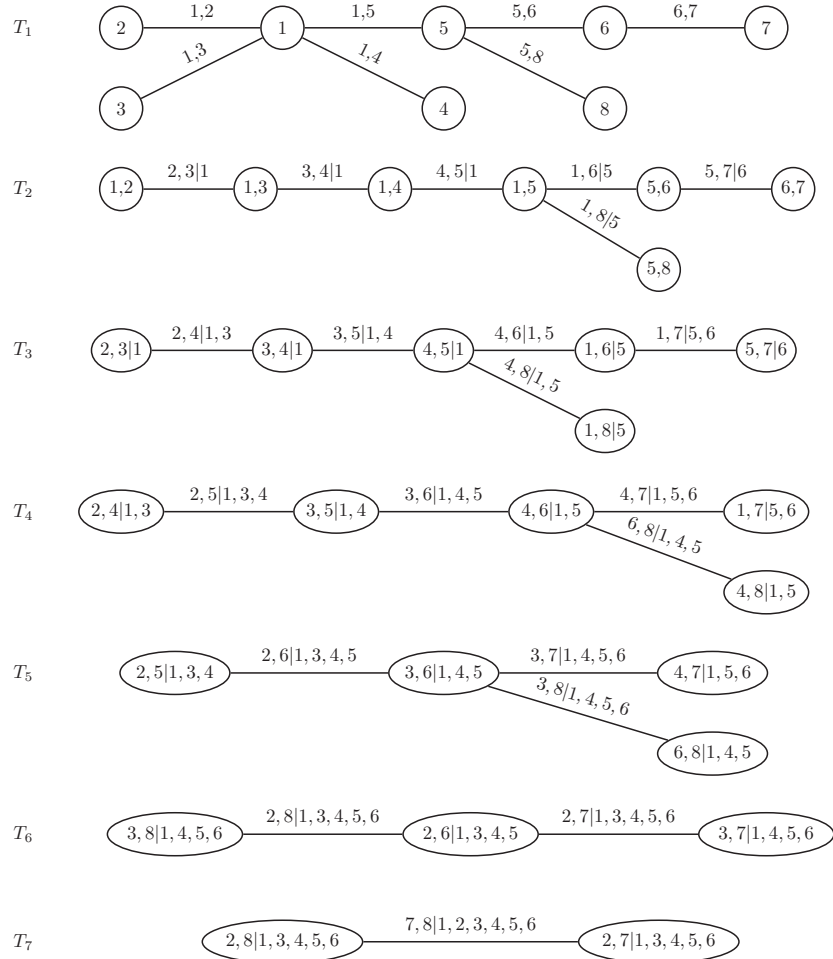 1,2 1,5 5,6 6,7
T1 2 1 5 6 7
1,3 1,4 5,8
3 4 8
2, 3|1 3, 4|1 4, 5|1 1, 6|5 5, 7|6
T2 1,2 1,3 1,4 1,5 5,6 6,7
1, 8|5
5,8
2, 4|1, 3 3, 5|1, 4 4, 6|1, 5 1, 7|5, 6
T3 2, 3|1 3, 4|1 4, 5|1 1, 6|5 5, 7|6
4, 8|1, 5
1, 8|5
2, 5|1, 3, 4 3, 6|1, 4, 5 4, 7|1, 5, 6
T4 2, 4|1, 3 3, 5|1, 4 4, 6|1, 5 1, 7|5, 6
6, 8|1, 4, 5
4, 8|1, 5
2, 6|1, 3, 4, 5 3, 7|1, 4, 5, 6
T5 2, 5|1, 3, 4 3, 6|1, 4, 5 4, 7|1, 5, 6
3, 8|1, 4, 5, 6
6, 8|1, 4, 5
2, 8|1, 3, 4, 5, 6 2, 7|1, 3, 4, 5, 6
T6 3, 8|1, 4, 5, 6 2, 6|1, 3, 4, 5 3, 7|1, 4, 5, 6
7, 8|1, 2, 3, 4, 5, 6
T7 2, 8|1, 3, 4, 5, 6 2, 7|1, 3, 4, 5, 6